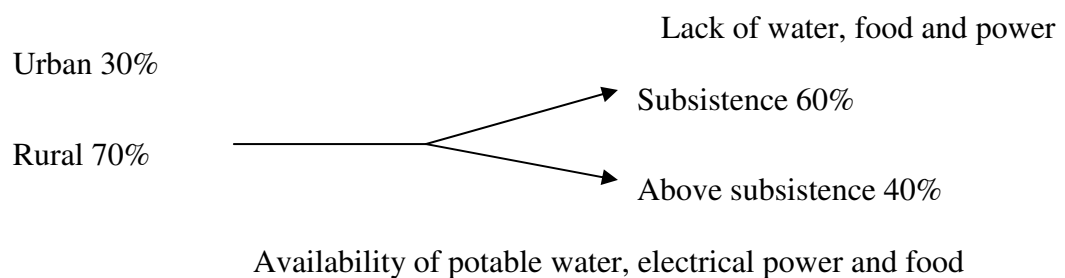 Lack of water, food and power
Urban 30%
Subsistence 60%
Rural 70%
Above subsistence 40%
Availability of potable water, electrical power and food